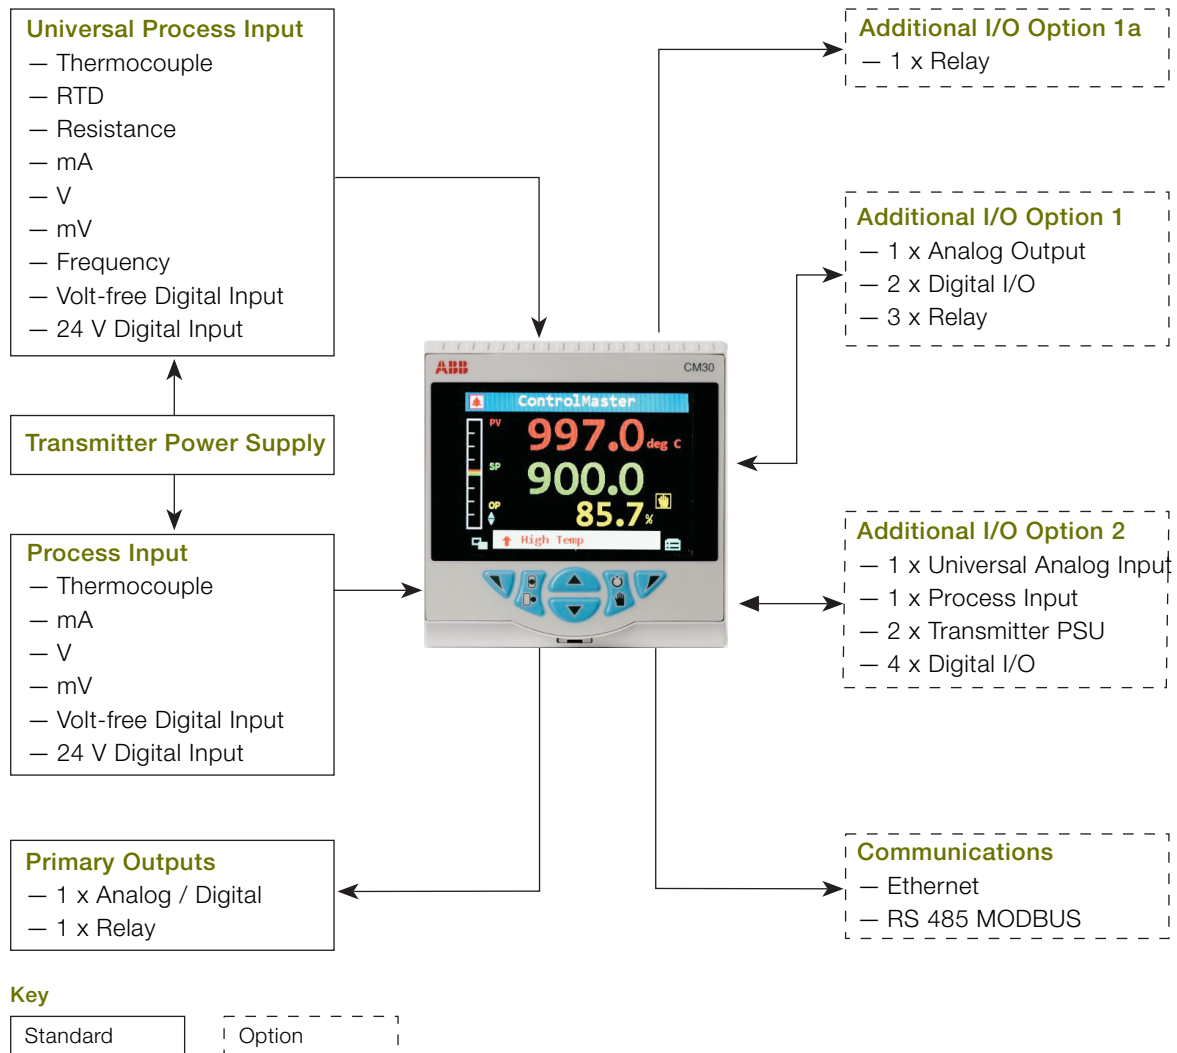 Universal Process Input
— Thermocouple
— RTD
— Resistance
— mA
— V
— mV
— Frequency
— Volt-free Digital Input
— 24 V Digital Input
Transmitter Power Supply
Process Input
— Thermocouple
— mA
— V
— mV
— Volt-free Digital Input
— 24 V Digital Input
Primary Outputs
— 1 x Analog / Digital
— 1 x Relay
ABB
CM30
ControlMaster
PV
997.0 deg C
SP
900.0
OP
85.7 %
High Temp
Additional I/O Option 1a
— 1 x Relay
Additional I/O Option 1
— 1 x Analog Output
— 2 x Digital I/O
— 3 x Relay
Additional I/O Option 2
— 1 x Universal Analog Input
— 1 x Process Input
— 2 x Transmitter PSU
— 4 x Digital I/O
Communications
— Ethernet
— RS 485 MODBUS
Key
Standard
Option